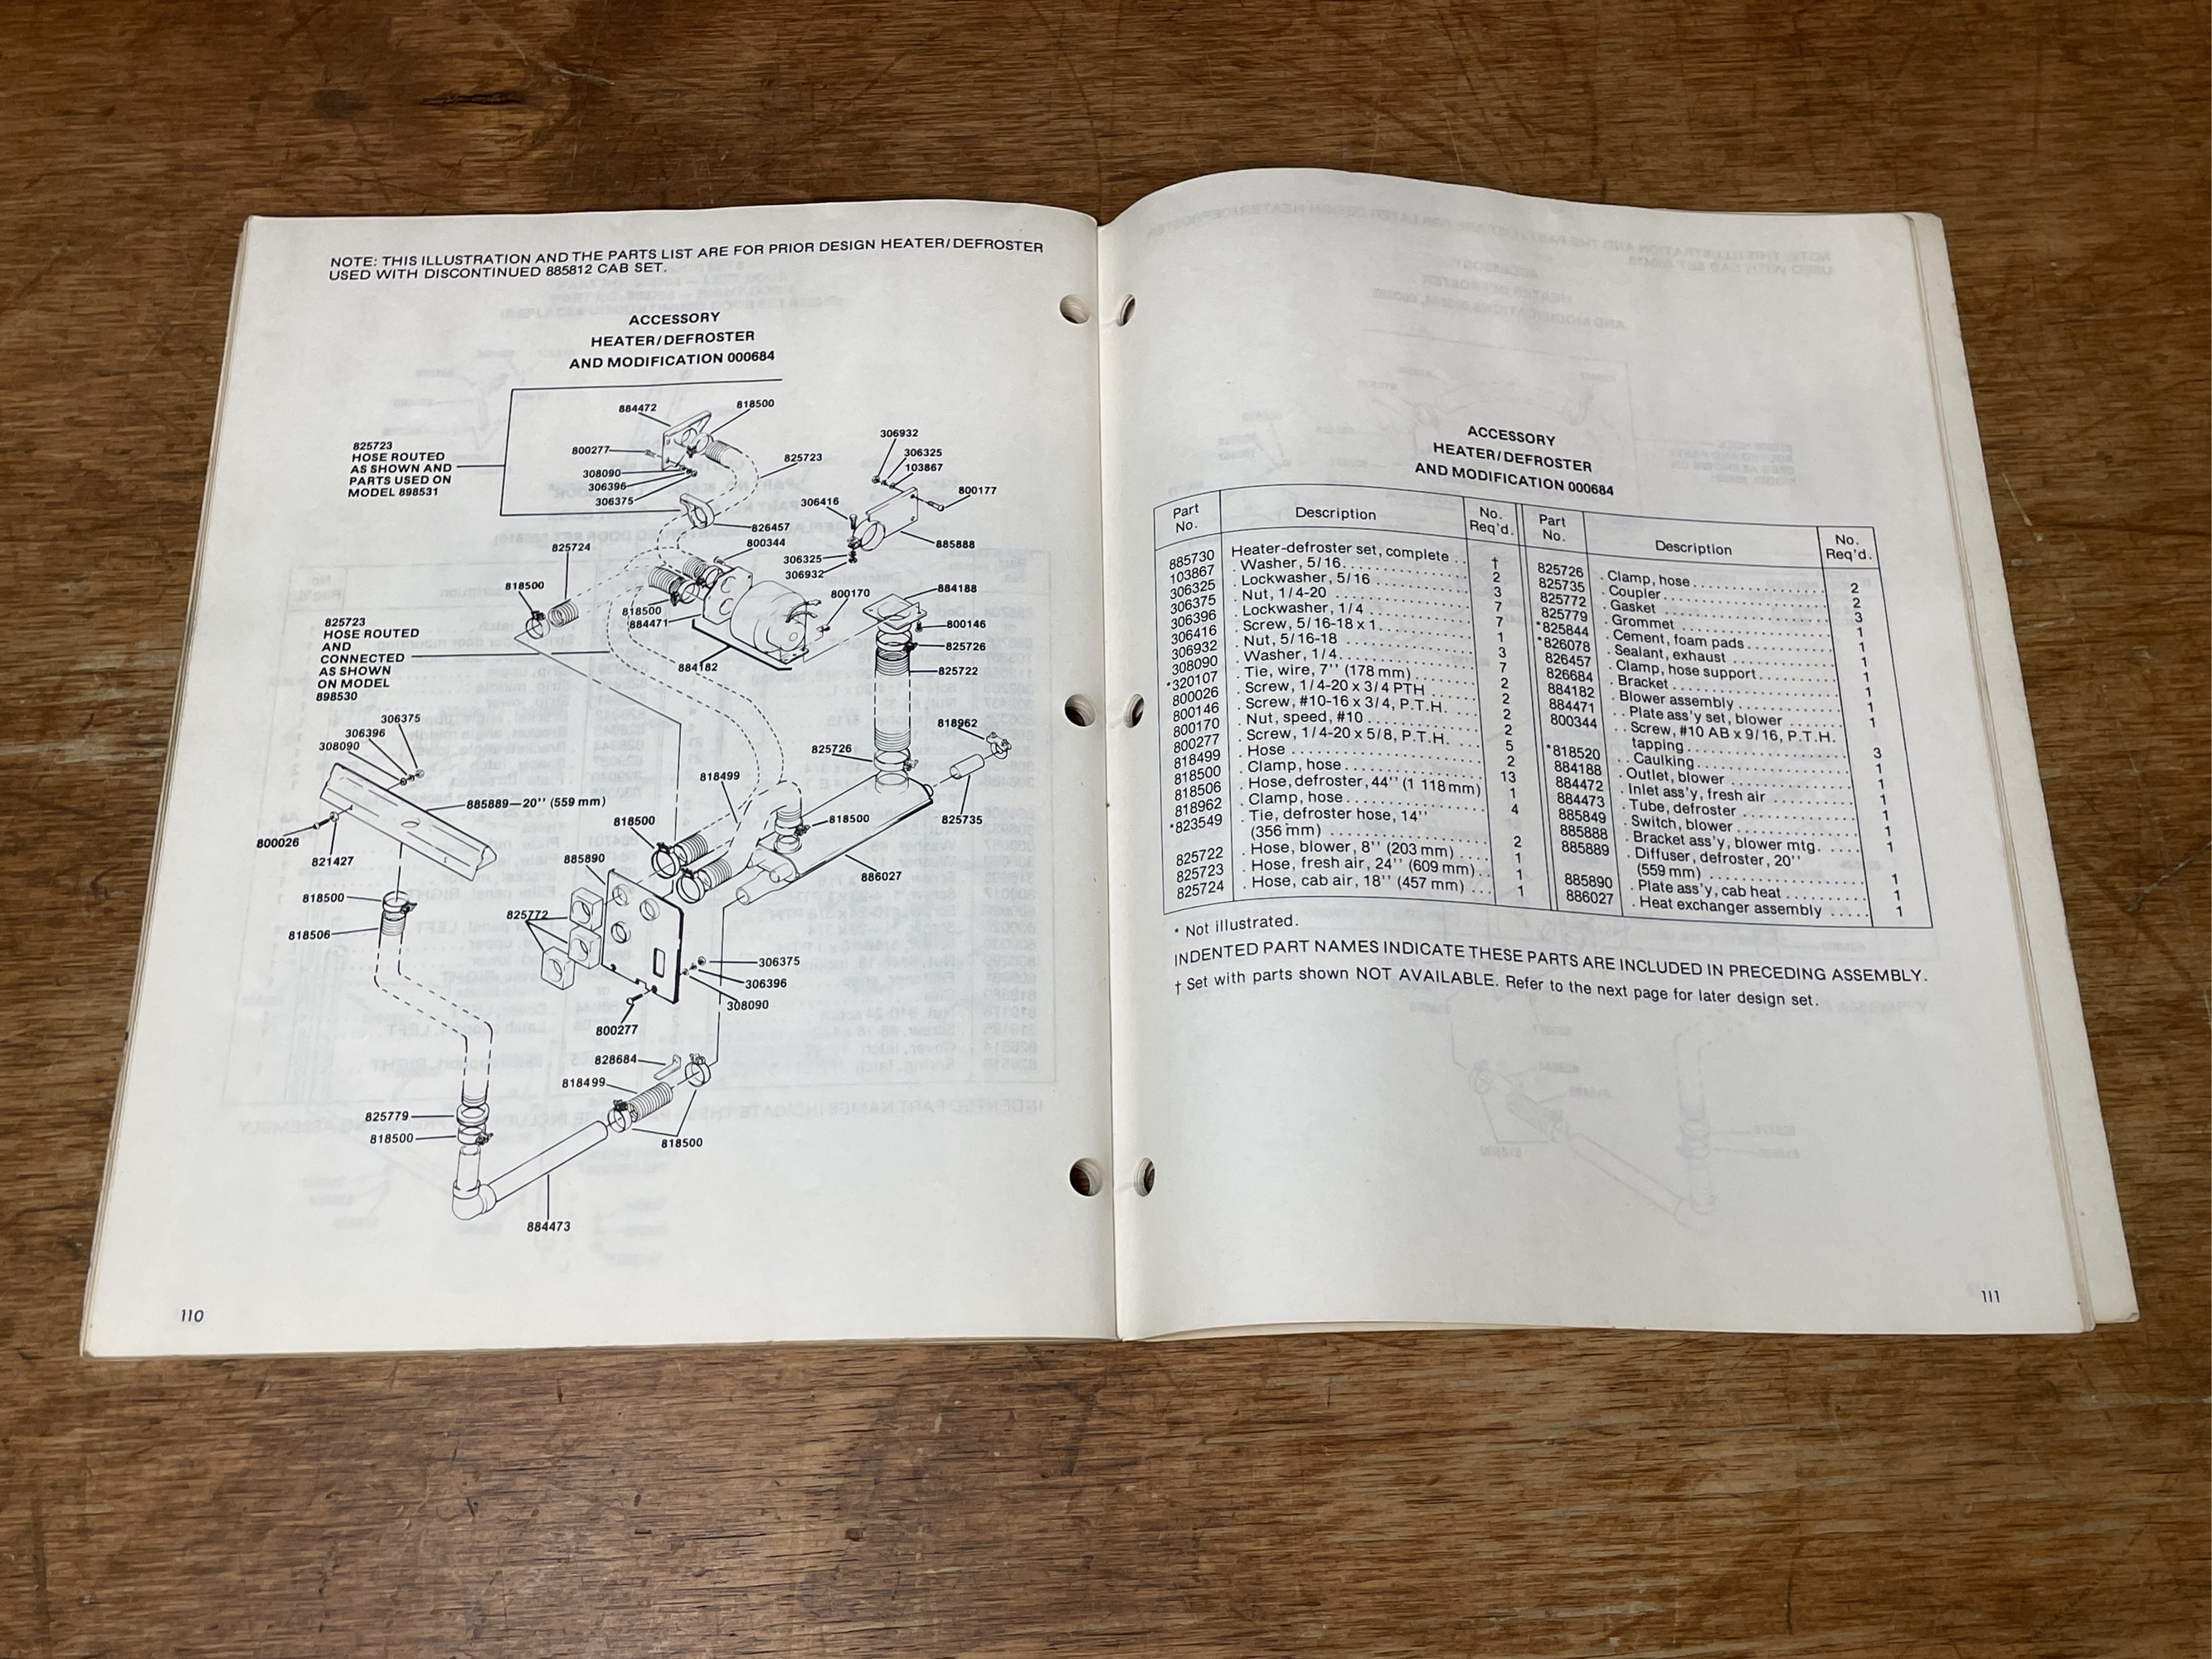 NOTE: THIS ILLUSTRATION AND THE PARTS LIST ARE FOR PRIOR DESIGN HEATER/DEFROSTER
USED WITH DISCONTINUED 885812 CAB SET.
ACCESSORY
HEATER/DEFROSTER
AND MODIFICATION 000684
884472
818500
825723
HOSE ROUTED
AS SHOWN AND
PARTS USED ON
MODEL 898531
800277
308090
306396
306375
825723
826457
306932
306325
103867
800177
306416
885888
306325
306932
825724
800344
818500
818500
884471
800170
884188
800146
825726
825722
884182
825723
HOSE ROUTED
AND
CONNECTED
AS SHOWN
ON MODEL
898530
306375
306396
308090
818962
825726
818499
885889—20'' (559 mm)
825735
818500
818500
800026
821427
885890
886027
818500
818506
825772
306375
306396
308090
800277
828684
818499
825779
818500
818500
884473
110
ACCESSORY
HEATER/DEFROSTER
AND MODIFICATION 000684
Part No. Description No. Req'd.
885730 Heater-defroster set, complete .. †
103867 . Washer, 5/16 2
306325 . Lockwasher, 5/16 3
306375 . Nut, 1/4-20 7
306396 . Lockwasher, 1/4 7
306416 . Screw, 5/16-18 x 1 1
306932 . Nut, 5/16-18 3
308090 . Washer, 1/4 7
*320107 . Tie, wire, 7'' (178 mm) 2
800026 . Screw, 1/4-20 x 3/4 PTH 2
800146 . Screw, #10-16 x 3/4, P.T.H. 2
800170 . Nut, speed, #10 2
800277 . Screw, 1/4-20 x 5/8, P.T.H. 5
818499 . Hose 2
818500 . Clamp, hose 13
818506 . Hose, defroster, 44'' (1 118 mm) 1
818962 . Clamp, hose 4
*823549 . Tie, defroster hose, 14''
(356 mm) 2
825722 . Hose, blower, 8'' (203 mm) 1
825723 . Hose, fresh air, 24'' (609 mm) 1
825724 . Hose, cab air, 18'' (457 mm) 1
Part No. Description No. Req'd.
825726 . Clamp, hose 2
825735 . Coupler 2
825772 . Gasket 3
825779 . Grommet 1
*825844 . Cement, foam pads 1
*826078 . Sealant, exhaust 1
826457 . Clamp, hose support 1
826684 . Bracket 1
884182 . Blower assembly 1
884471 . . Plate ass'y set, blower 1
800344 . . Screw, #10 AB x 9/16, P.T.H.
tapping 3
*818520 . Caulking 1
884188 . Outlet, blower 1
884472 . Inlet ass'y, fresh air 1
884473 . Tube, defroster 1
885849 . Switch, blower 1
885888 . Bracket ass'y, blower mtg. 1
885889 . Diffuser, defroster, 20''
(559 mm) 1
885890 . Plate ass'y, cab heat 1
886027 . Heat exchanger assembly 1
* Not illustrated.
INDENTED PART NAMES INDICATE THESE PARTS ARE INCLUDED IN PRECEDING ASSEMBLY.
† Set with parts shown NOT AVAILABLE. Refer to the next page for later design set.
111